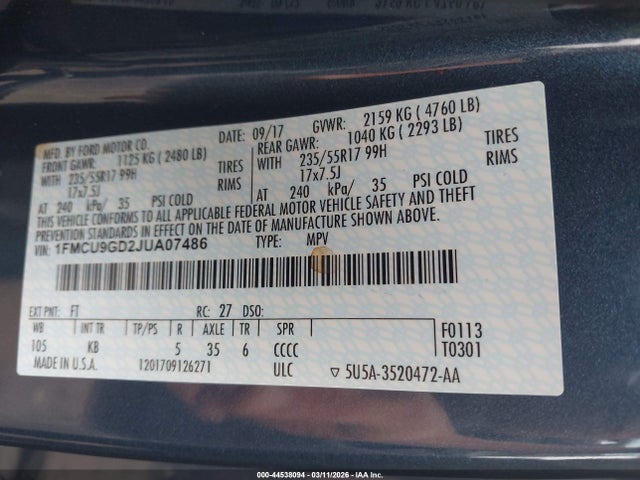 MFD. BY FORD MOTOR CO.
DATE: 09/17 GVWR: 2159 KG ( 4760 LB)
FRONT GAWR: 1125 KG ( 2480 LB)
REAR GAWR: 1040 KG ( 2293 LB)
WITH 235/55R17 99H TIRES
WITH 235/55R17 99H TIRES
17x7.5J RIMS
17x7.5J RIMS
AT 240 kPa/ 35 PSI COLD
AT 240 kPa/ 35 PSI COLD
THIS VEHICLE CONFORMS TO ALL APPLICABLE FEDERAL MOTOR VEHICLE SAFETY AND THEFT
PREVENTION STANDARDS IN EFFECT ON THE DATE OF MANUFACTURE SHOWN ABOVE.
VIN: 1FMCU9GD2JUA07486 TYPE: MPV
EXT PNT: FT RC: 27 DSO:
WB INT TR TP/PS R AXLE TR SPR
105 KB 5 35 6 CCCC
F0113
T0301
MADE IN U.S.A. 1201709126271 ULC ▽ 5U5A-3520472-AA
000-44538094 - 03/11/2026 - IAA Inc.